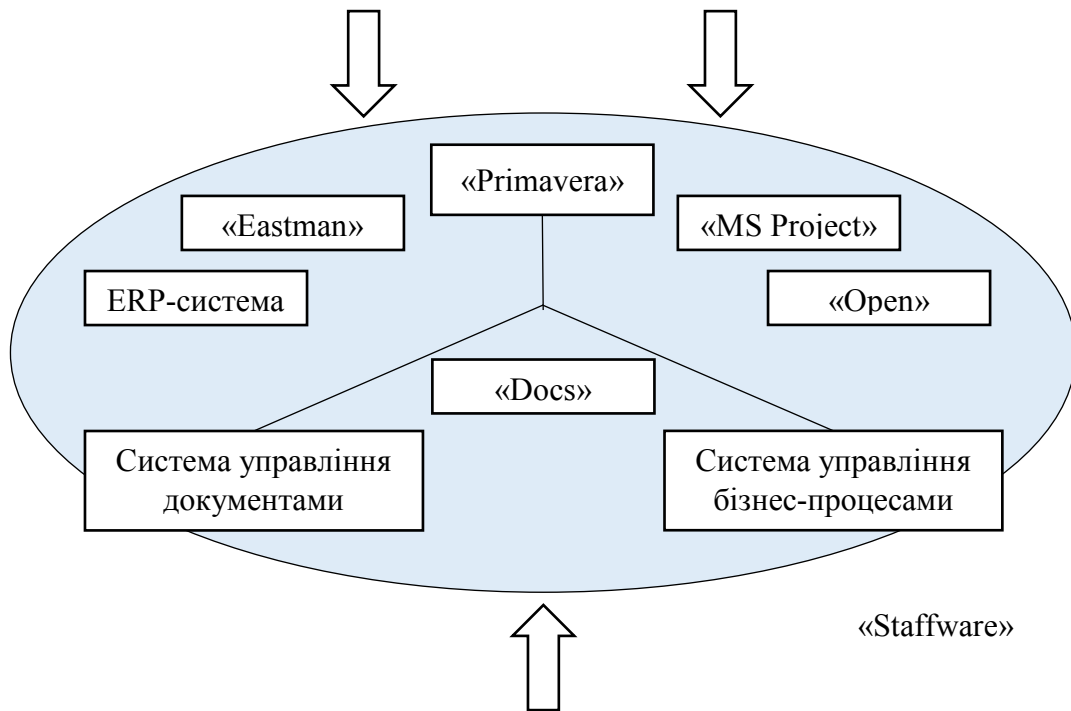 «Primavera»
«Eastman»
«MS Project»
ERP-система
«Open»
«Docs»
Система управління
документами
Система управління
бізнес-процесами
«Staffware»